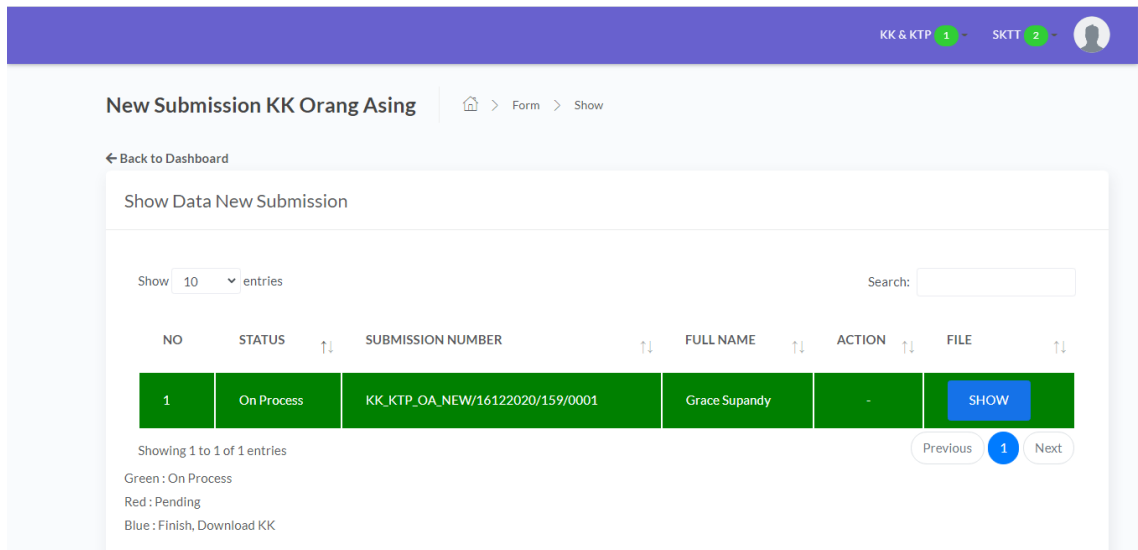 KK & KTP 1 SKTT 2
New Submission KK Orang Asing > Form > Show
Back to Dashboard
Show Data New Submission
Show 10 entries Search:
NO STATUS SUBMISSION NUMBER FULL NAME ACTION FILE
1 On Process KK_KTP_OA_NEW/16122020/159/0001 Grace Supandy - SHOW
Showing 1 to 1 of 1 entries Previous 1 Next
Green : On Process
Red : Pending
Blue : Finish, Download KK